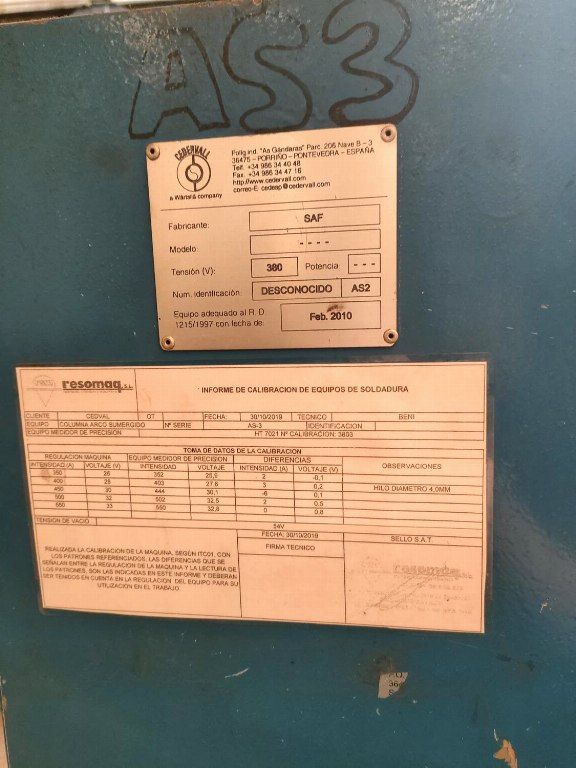 AS3
CEDERVALL
a Wärtsilä company
Polig.ind. "As Gándaras" Parc. 206 Nave B – 3
36475 – PORRIÑO – PONTEVEDRA – ESPAÑA
Telf. +34 986 34 40 48
Fax. +34 986 34 47 16
http://www.cedervall.com
correo-E: cedeap@cedervall.com
Fabricante: SAF
Modelo: - - - -
Tensión (V): 380 Potencia: - - -
Num. Identificación: DESCONOCIDO AS2
Equipo adecuado al R. D.
1215/1997 con fecha de: Feb. 2010
resomaq, S.L.
INFORME DE CALIBRACION DE EQUIPOS DE SOLDADURA
CLIENTE CEDVAL OT FECHA: 30/10/2019 TECNICO BENI
EQUIPO COLUMNA ARCO SUMERGIDO Nº SERIE AS-3 IDENTIFICACION
EQUIPO MEDIDOR DE PRECISION HT 7021 Nº CALIBRACION: 3803
TOMA DE DATOS DE LA CALIBRACION
REGULACION MAQUINA EQUIPO MEDIDOR DE PRECISION DIFERENCIAS OBSERVACIONES
INTENSIDAD (A) VOLTAJE (V) INTENSIDAD VOLTAJE INTENSIDAD (A) VOLTAJE (V)
350 26 352 25,9 2 -0,1
400 28 403 27,8 3 0,2 HILO DIAMETRO 4,0MM
450 30 444 30,1 -6 0,1
500 32 502 32,5 2 0,5
550 33 550 32,8 0 0,8
TENSION DE VACIO 54V
FECHA: 30/10/2019 BELLO S.A.T.
FIRMA TECNICO
REALIZADA LA CALIBRACION DE LA MAQUINA, SEGÚN ITC01, CON
LOS PATRONES REFERENCIADOS, LAS DIFERENCIAS QUE SE
SEÑALAN ENTRE LA REGULACION DE LA MAQUINA Y LA LECTURA DE
LOS PATRONES, SON LAS INDICADAS EN ESTE INFORME Y DEBERAN
SER TENIDOS EN CUENTA EN LA REGULACION DEL EQUIPO PARA SU
UTILIZACION EN EL TRABAJO.
resomaq